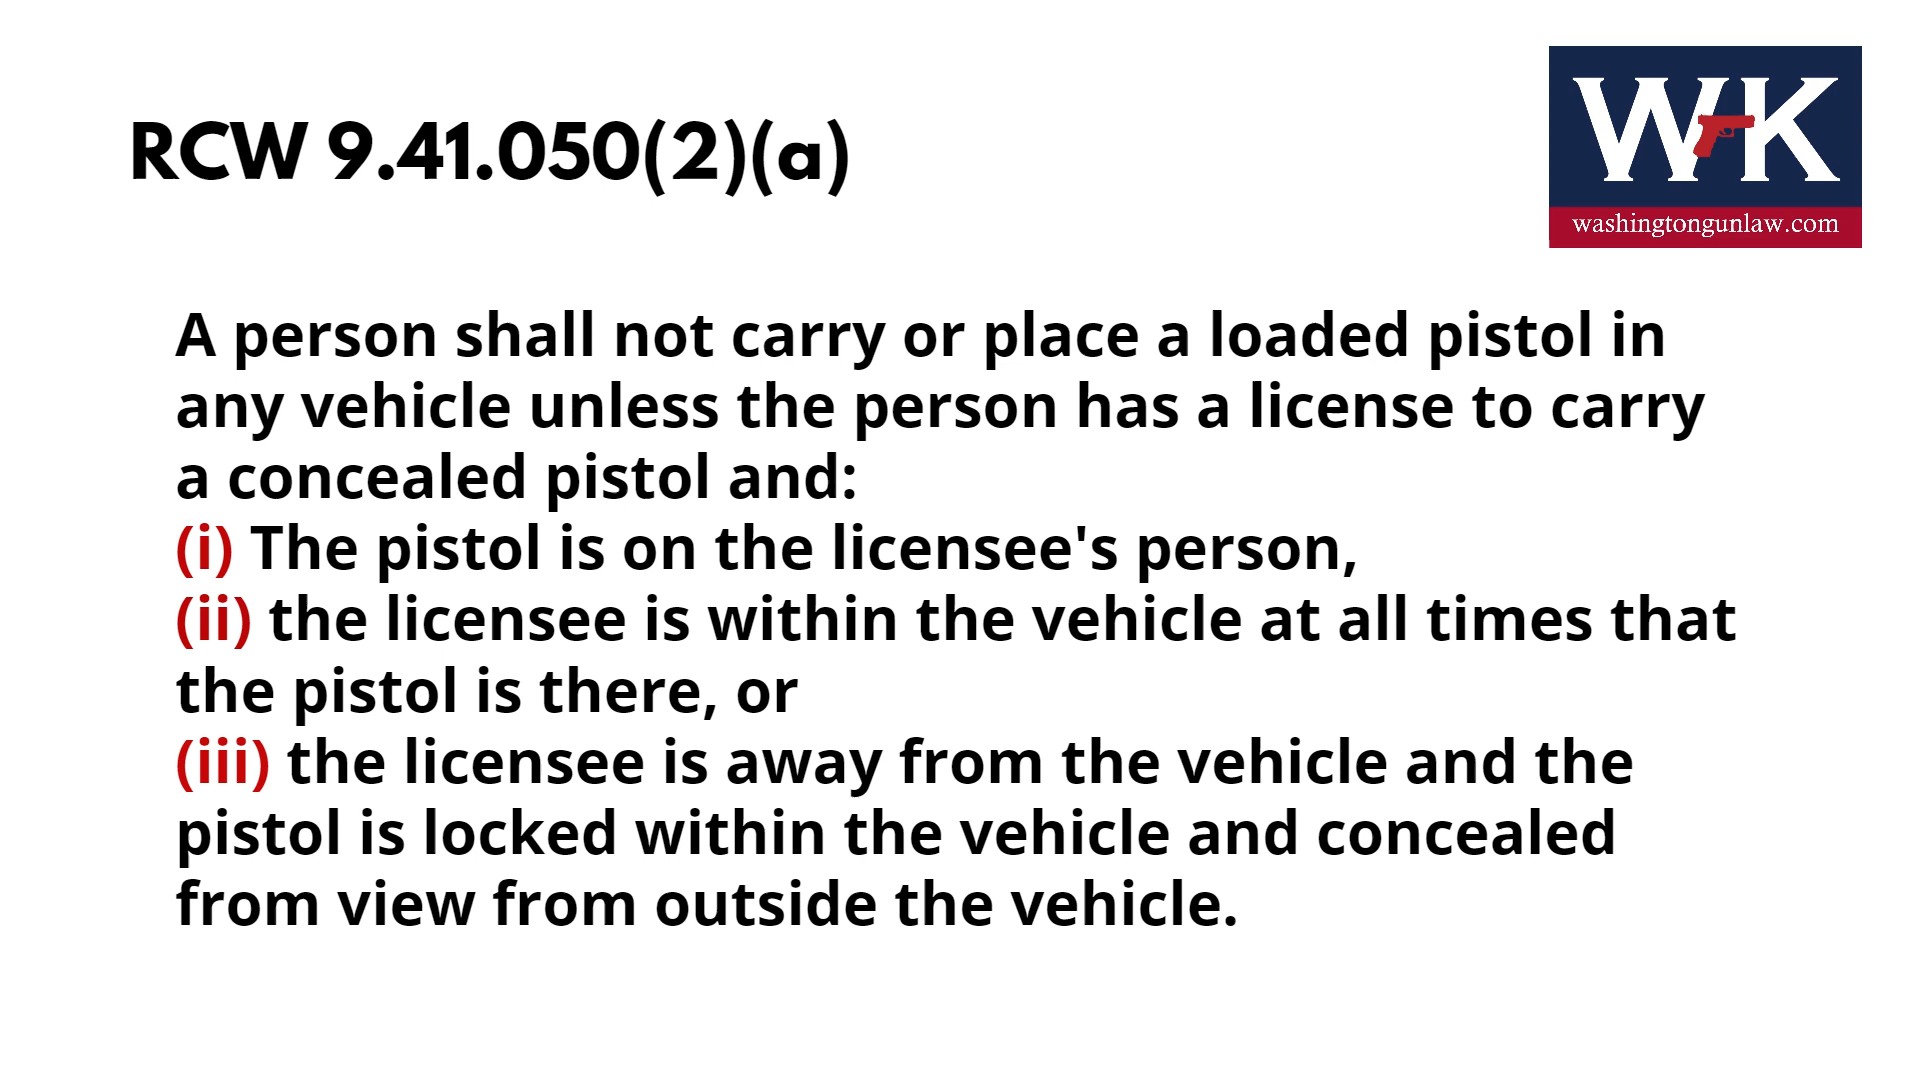 RCW 9.41.050(2)(a)
WK
washingtongunlaw.com
A person shall not carry or place a loaded pistol in
any vehicle unless the person has a license to carry
a concealed pistol and:
(i) The pistol is on the licensee's person,
(ii) the licensee is within the vehicle at all times that
the pistol is there, or
(iii) the licensee is away from the vehicle and the
pistol is locked within the vehicle and concealed
from view from outside the vehicle.